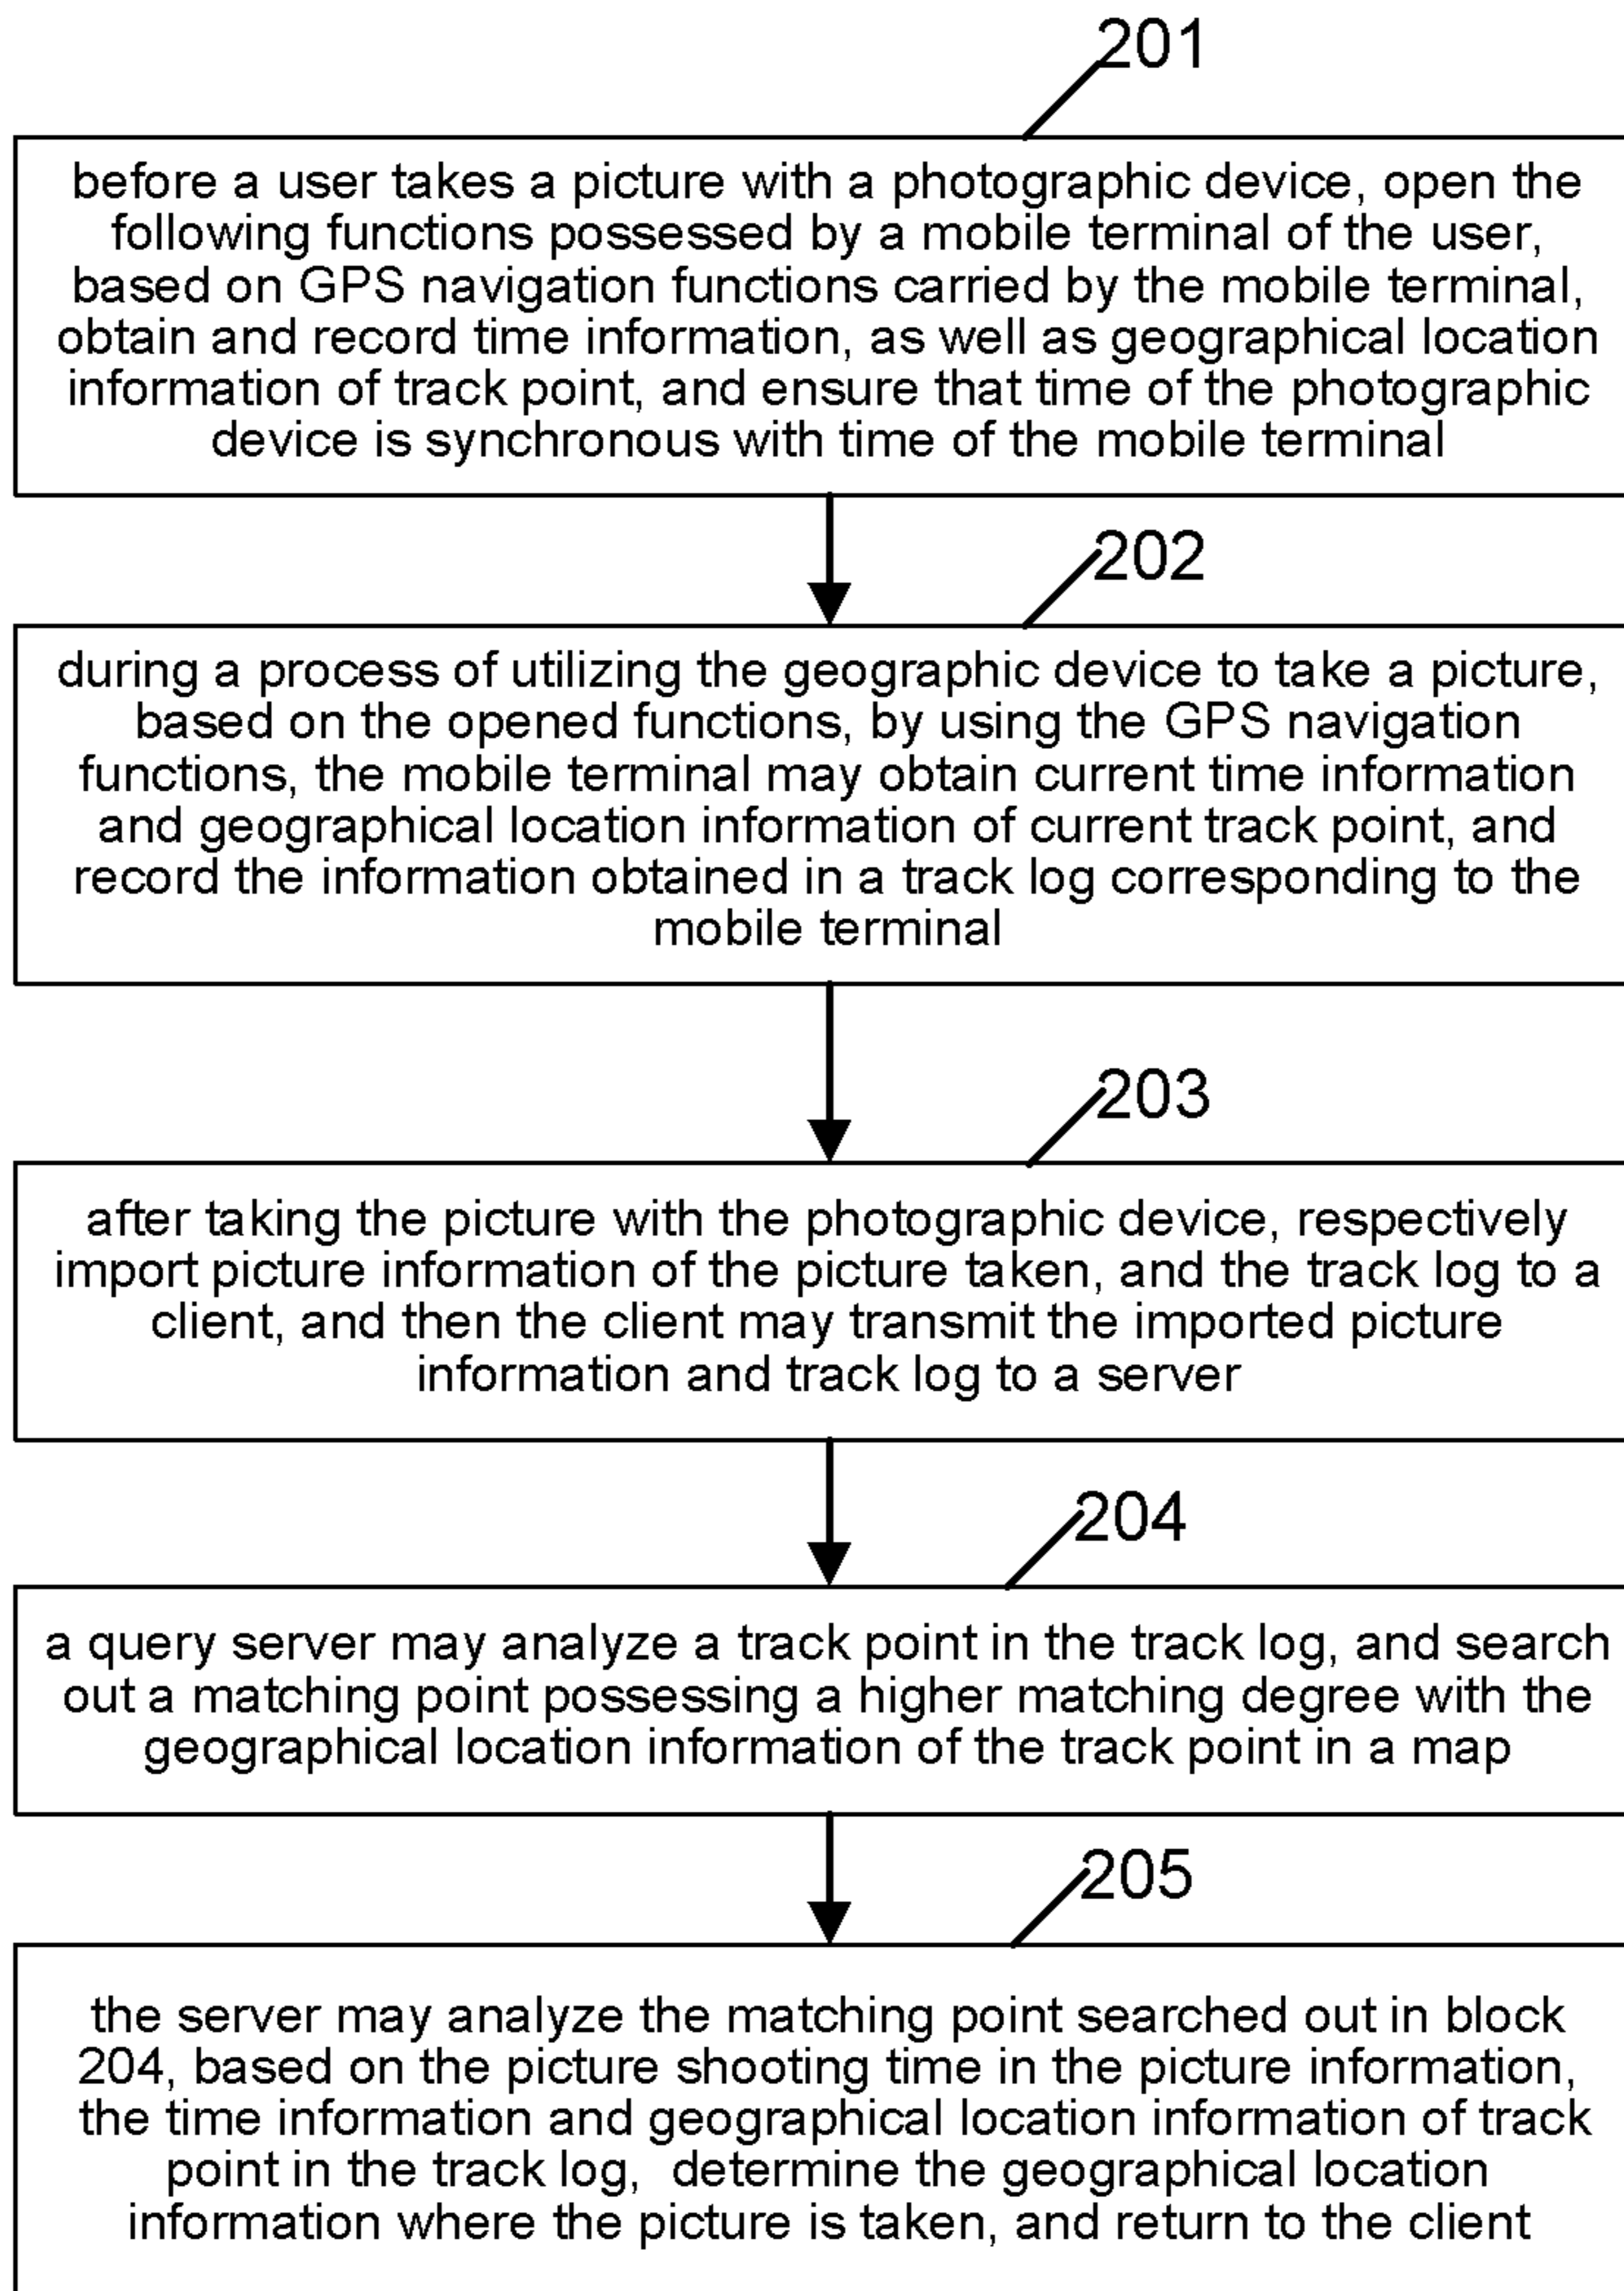 201
before a user takes a picture with a photographic device, open the
following functions possessed by a mobile terminal of the user,
based on GPS navigation functions carried by the mobile terminal,
obtain and record time information, as well as geographical location
information of track point, and ensure that time of the photographic
device is synchronous with time of the mobile terminal
202
during a process of utilizing the geographic device to take a picture,
based on the opened functions, by using the GPS navigation
functions, the mobile terminal may obtain current time information
and geographical location information of current track point, and
record the information obtained in a track log corresponding to the
mobile terminal
203
after taking the picture with the photographic device, respectively
import picture information of the picture taken, and the track log to a
client, and then the client may transmit the imported picture
information and track log to a server
204
a query server may analyze a track point in the track log, and search
out a matching point possessing a higher matching degree with the
geographical location information of the track point in a map
205
the server may analyze the matching point searched out in block
204, based on the picture shooting time in the picture information,
the time information and geographical location information of track
point in the track log, determine the geographical location
information where the picture is taken, and return to the client